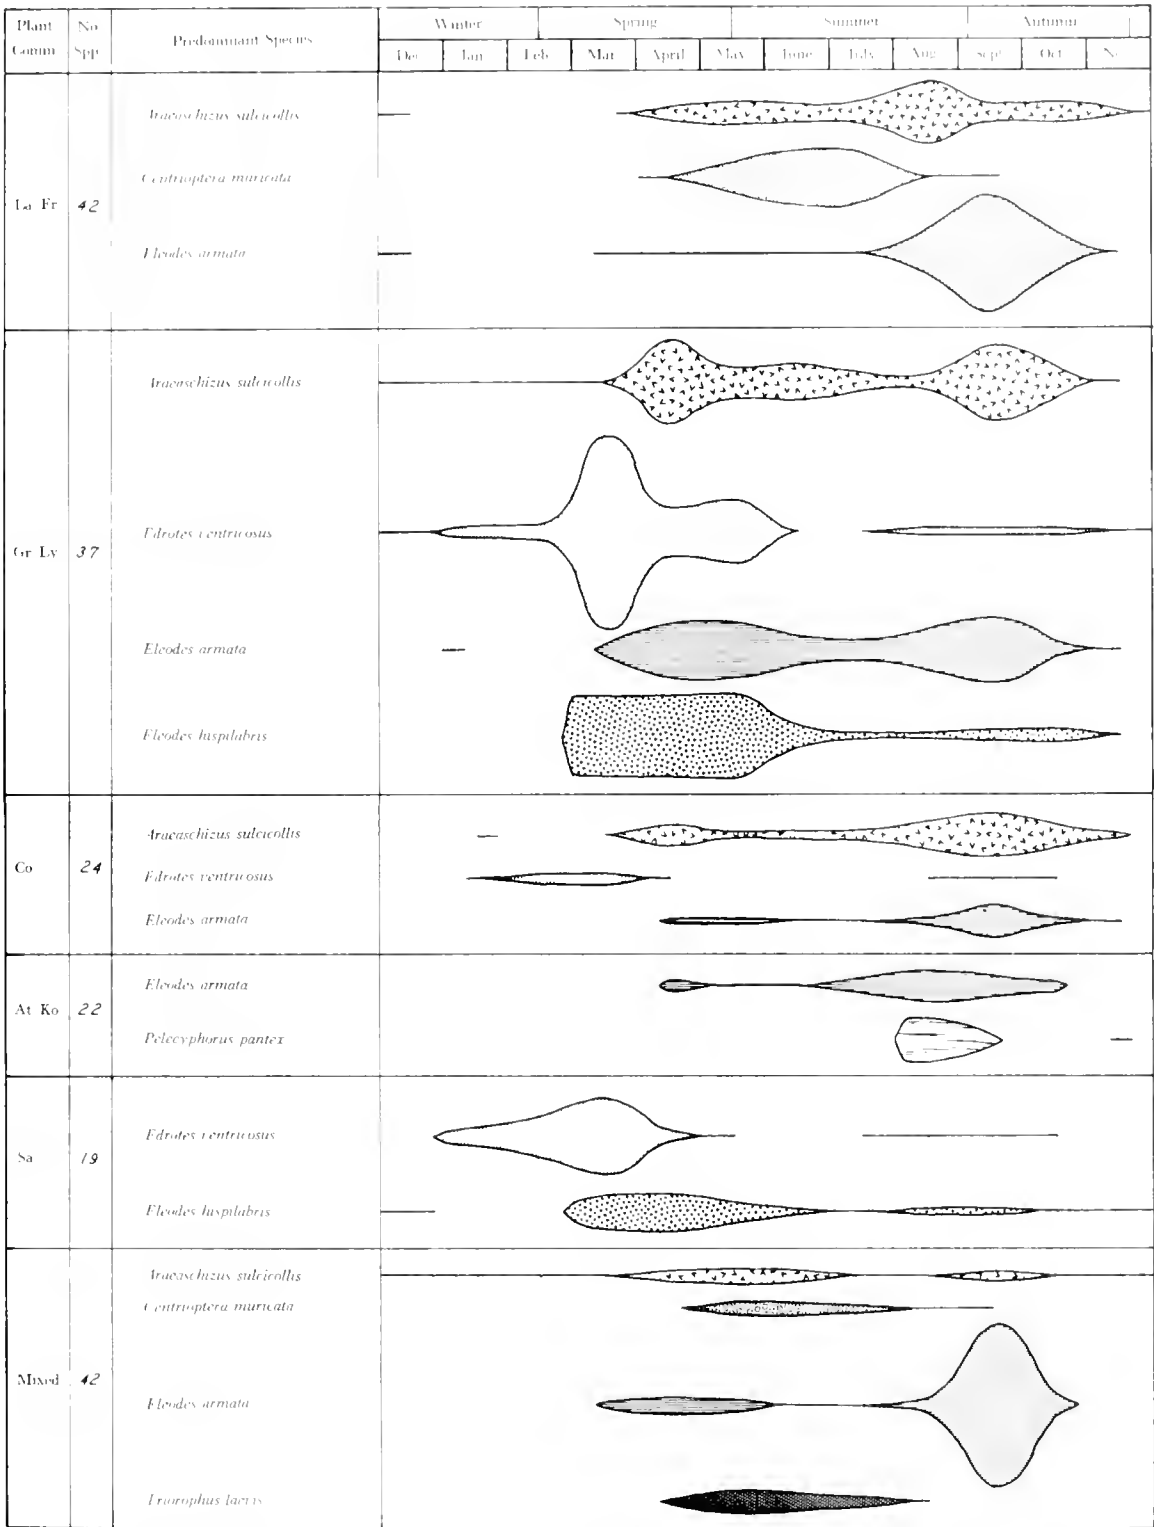 Plant Comm No Spp Predominant Species
Winter Spring Summer Autumn
Dec Jan Feb Mar April May June July Aug Sept Oct No
La Fr 42
Araeoschizus sulcicollis
Centrioptera muricata
Eleodes armata
Gr Ly 37
Araeoschizus sulcicollis
Edrotes ventricosus
Eleodes armata
Eleodes hispilabris
Co 24
Araeoschizus sulcicollis
Edrotes ventricosus
Eleodes armata
At Ko 22
Eleodes armata
Pelecyphorus pantex
Sa 19
Edrotes ventricosus
Eleodes hispilabris
Mixed 42
Araeoschizus sulcicollis
Centrioptera muricata
Eleodes armata
Triorophus laevis